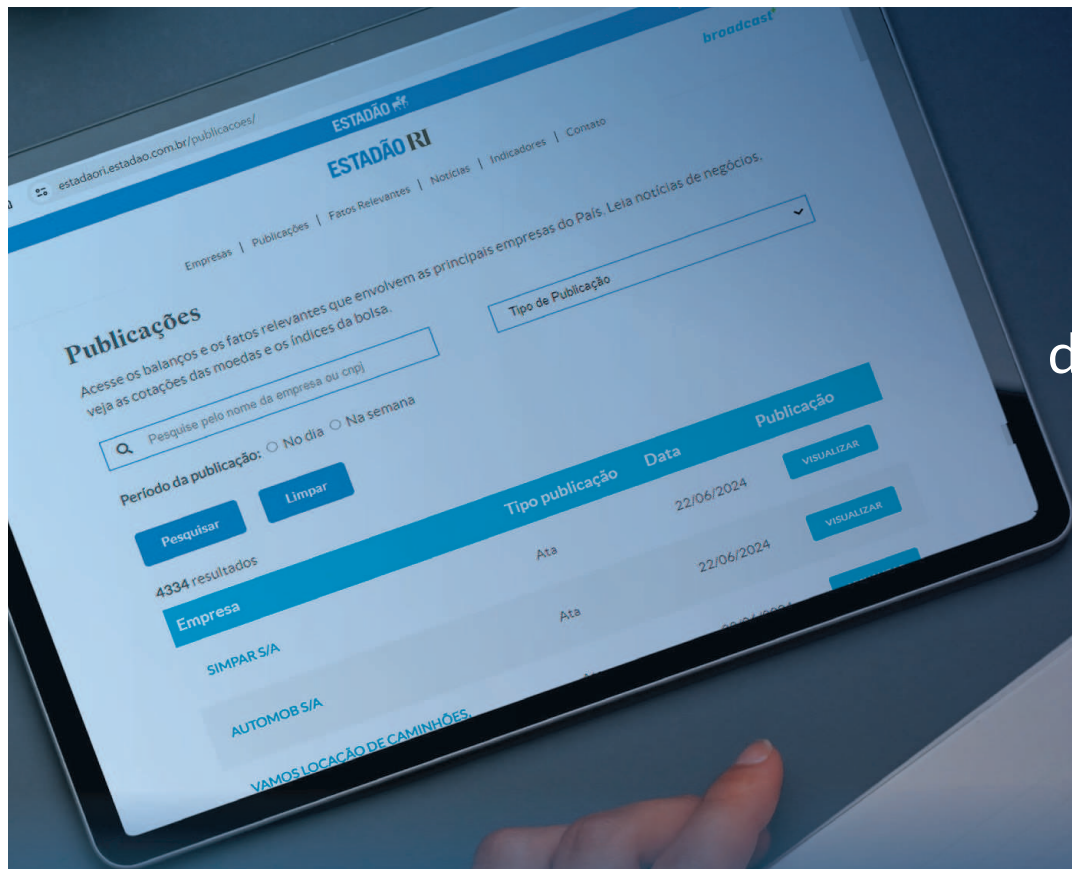 broadcast
estadaori.estadao.com.br/publicacoes/
ESTADÃO
ESTADÃO RI
Empresas | Publicações | Fatos Relevantes | Notícias | Indicadores | Contato
Publicações
Acesse os balanços e os fatos relevantes que envolvem as principais empresas do País. Leia notícias de negócios,
veja as cotações das moedas e os índices da bolsa.
Pesquise pelo nome da empresa ou cnpj
Tipo de Publicação
Período da publicação: No dia Na semana
Pesquisar Limpar
4334 resultados
Empresa Tipo publicação Data Publicação
SIMPAR S/A Ata 22/06/2024 VISUALIZAR
AUTOMOB S/A Ata 22/06/2024 VISUALIZAR
VAMOS LOCAÇÃO DE CAMINHÕES,
d